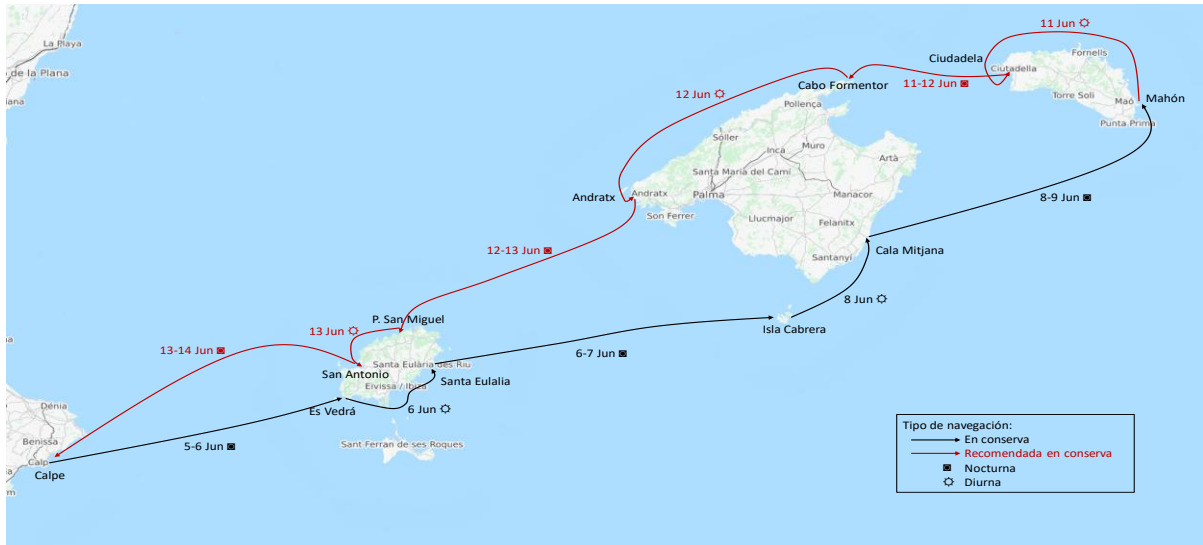 La Playa
de la Plana
11 Jun
Fornells
Ciudadela
Ciutadella
Cabo Formentor
11-12 Jun
Torre Soli
Maó
Mahón
Punta Prima
12 Jun
Pollença
Sóller
Inca
Muro
Artà
Santa Maria del Camí
Andratx
Andratx
Palma
Manacor
Son Ferrer
Llucmajor
Felanitx
8-9 Jun
12-13 Jun
Santanyí
Cala Mitjana
8 Jun
P. San Miguel
Isla Cabrera
13 Jun
13-14 Jun
6-7 Jun
Santa Eulària des Riu
San Antonio
Santa Eulalia
Eivissa / Ibiza
Es Vedrá
6 Jun
Dénia
Benissa
5-6 Jun
Sant Ferran de ses Roques
Calp
Calpe
Tipo de navegación:
En conserva
Recomendada en conserva
Nocturna
Diurna